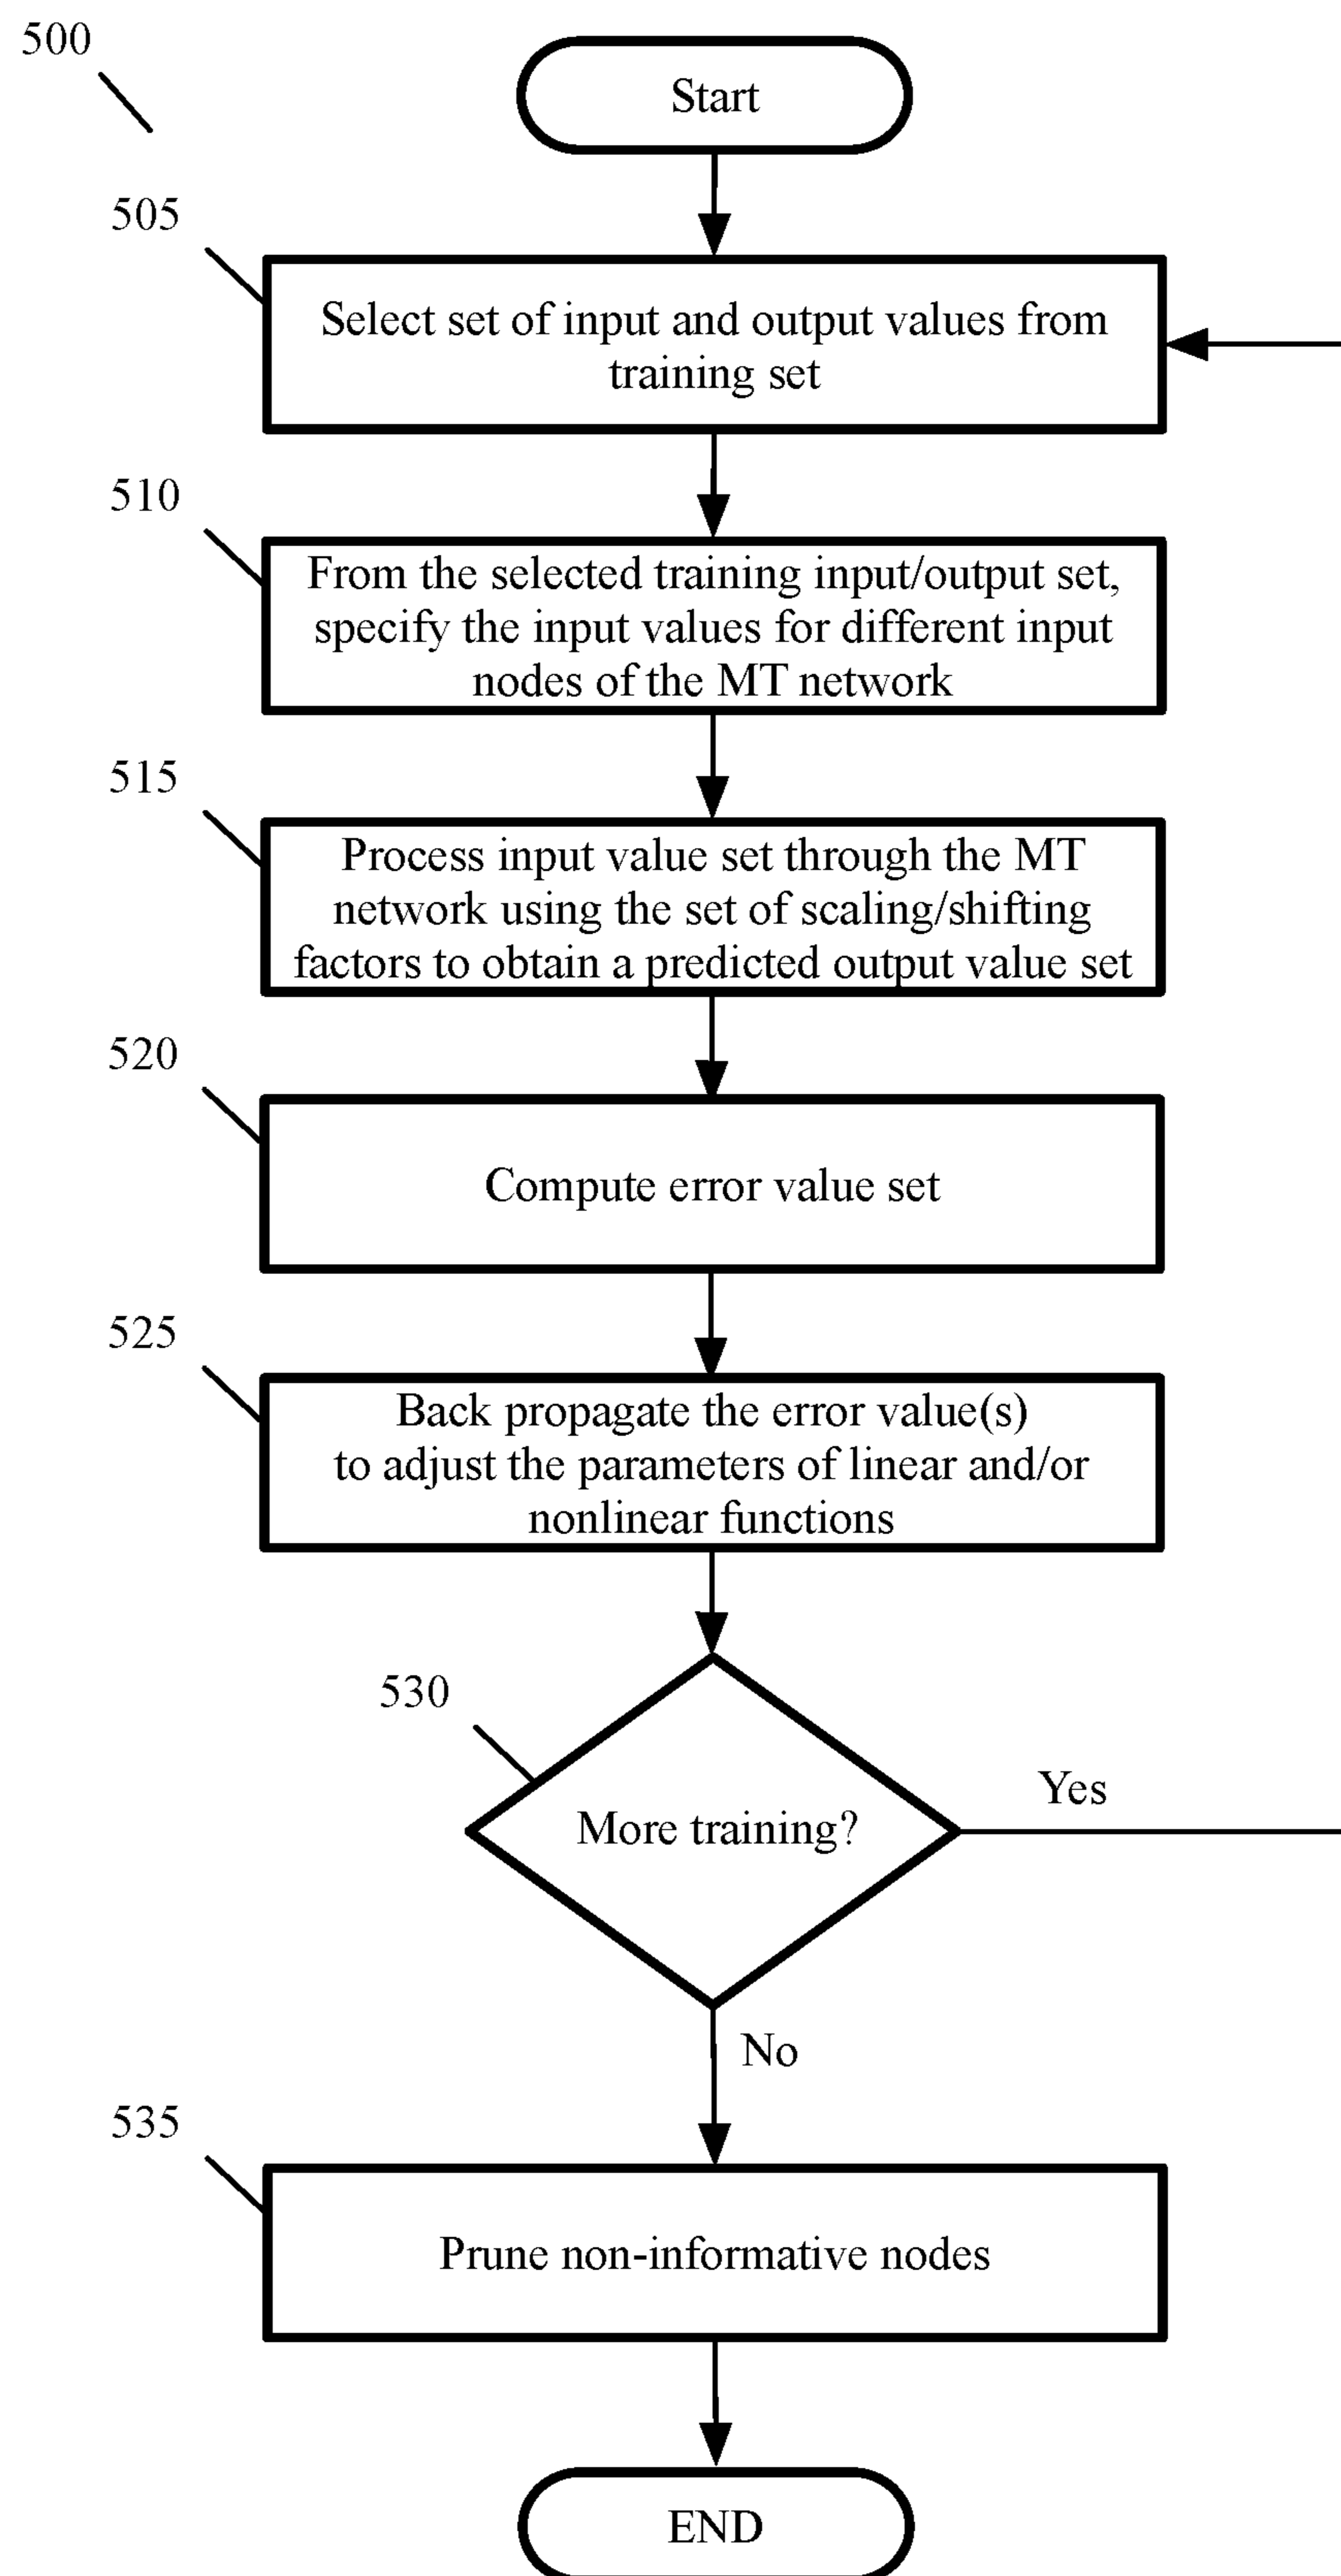 500
Start
505
Select set of input and output values from
training set
510
From the selected training input/output set,
specify the input values for different input
nodes of the MT network
515
Process input value set through the MT
network using the set of scaling/shifting
factors to obtain a predicted output value set
520
Compute error value set
525
Back propagate the error value(s)
to adjust the parameters of linear and/or
nonlinear functions
530
More training?
Yes
No
535
Prune non-informative nodes
END